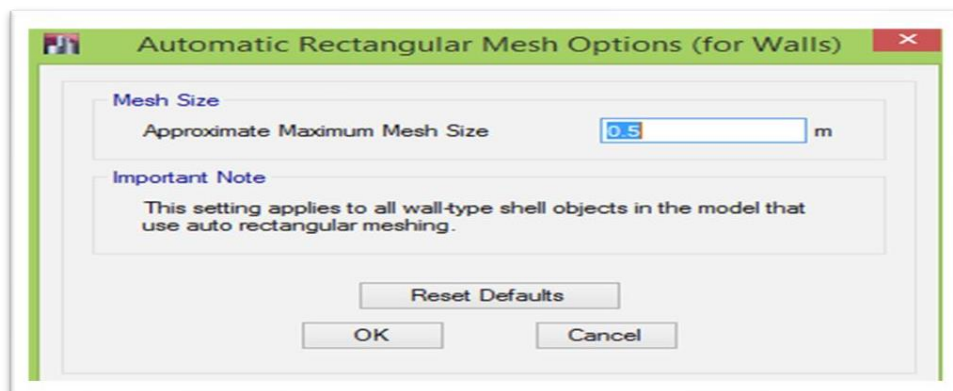 Automatic Rectangular Mesh Options (for Walls)
Mesh Size
Approximate Maximum Mesh Size 0.5 m
Important Note
This setting applies to all wall-type shell objects in the model that
use auto rectangular meshing.
Reset Defaults
OK Cancel